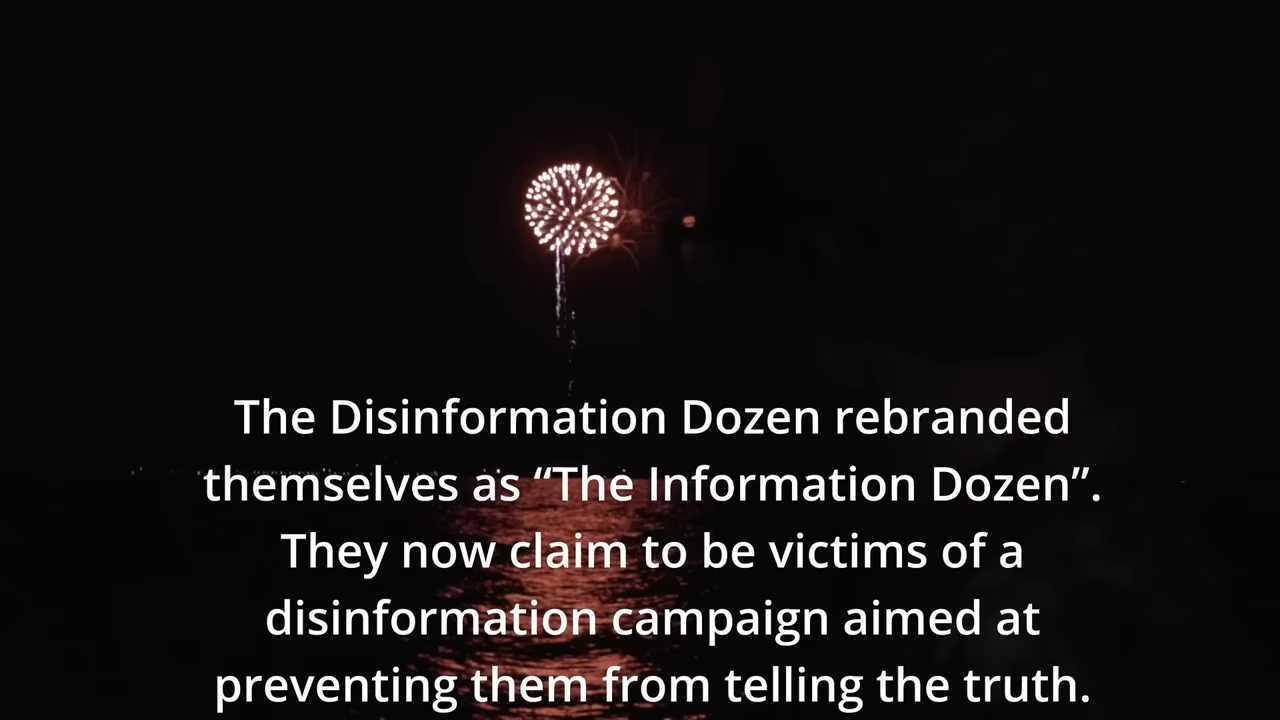 The Disinformation Dozen rebranded
themselves as “The Information Dozen”.
They now claim to be victims of a
disinformation campaign aimed at
preventing them from telling the truth.